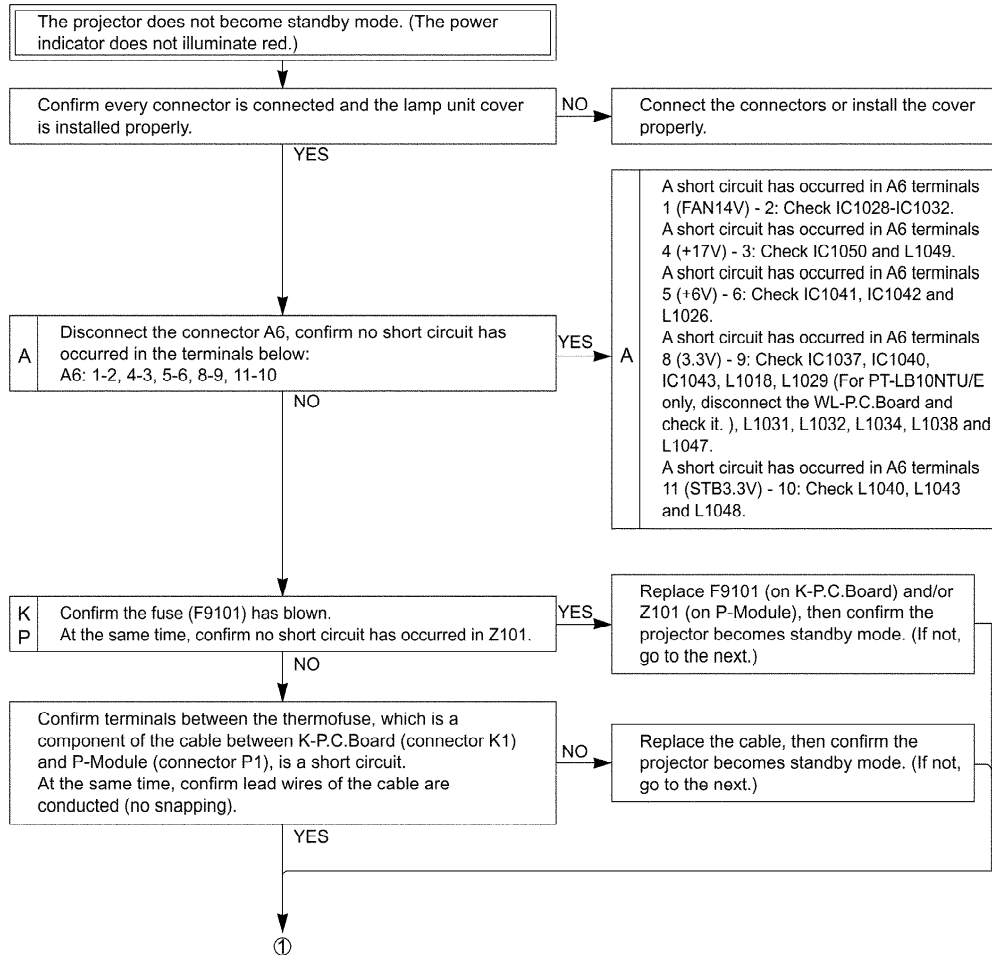 The projector does not become standby mode. (The power
indicator does not illuminate red.)
Confirm every connector is connected and the lamp unit cover
is installed properly.
NO
Connect the connectors or install the cover
properly.
YES
A
Disconnect the connector A6, confirm no short circuit has
occurred in the terminals below:
A6: 1-2, 4-3, 5-6, 8-9, 11-10
YES
A
A short circuit has occurred in A6 terminals
1 (FAN14V) - 2: Check IC1028-IC1032.
A short circuit has occurred in A6 terminals
4 (+17V) - 3: Check IC1050 and L1049.
A short circuit has occurred in A6 terminals
5 (+6V) - 6: Check IC1041, IC1042 and
L1026.
A short circuit has occurred in A6 terminals
8 (3.3V) - 9: Check IC1037, IC1040,
IC1043, L1018, L1029 (For PT-LB10NTU/E
only, disconnect the WL-P.C.Board and
check it. ), L1031, L1032, L1034, L1038 and
L1047.
A short circuit has occurred in A6 terminals
11 (STB3.3V) - 10: Check L1040, L1043
and L1048.
NO
K
P
Confirm the fuse (F9101) has blown.
At the same time, confirm no short circuit has occurred in Z101.
YES
Replace F9101 (on K-P.C.Board) and/or
Z101 (on P-Module), then confirm the
projector becomes standby mode. (If not,
go to the next.)
NO
Confirm terminals between the thermofuse, which is a
component of the cable between K-P.C.Board (connector K1)
and P-Module (connector P1), is a short circuit.
At the same time, confirm lead wires of the cable are
conducted (no snapping).
NO
Replace the cable, then confirm the
projector becomes standby mode. (If not,
go to the next.)
YES
①